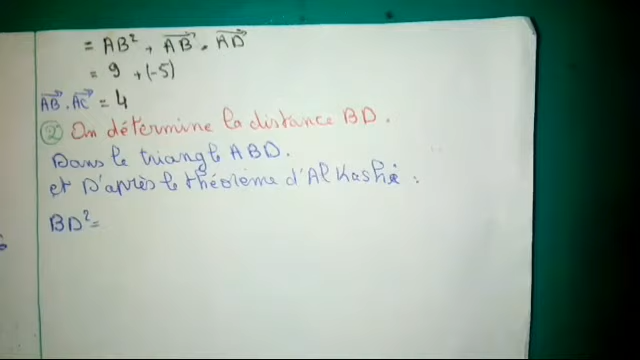 = AB² + AB⃗ . AD⃗
= 9 + (-5)
AB⃗ . AC⃗ = 4
② On détermine la distance BD.
Dans le triangle ABD.
et D'après le théorème d'Al Kashi :
BD² =